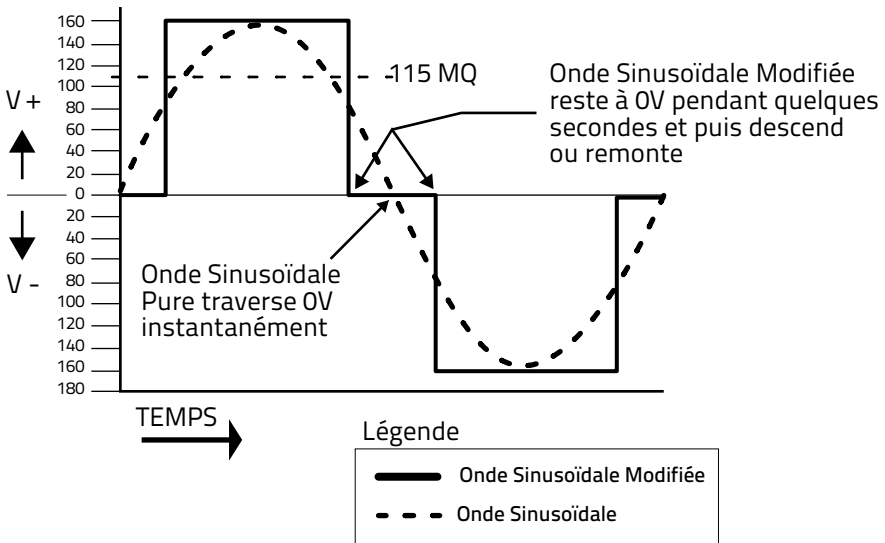 160
140
120
100
80
60
40
20
0
20
40
60
80
100
120
140
160
180
V +
V -
115 MQ
Onde Sinusoïdale Modifiée
reste à 0V pendant quelques
secondes et puis descend
ou remonte
Onde Sinusoïdale
Pure traverse 0V
instantanément
TEMPS
Légende
Onde Sinusoïdale Modifiée
Onde Sinusoïdale